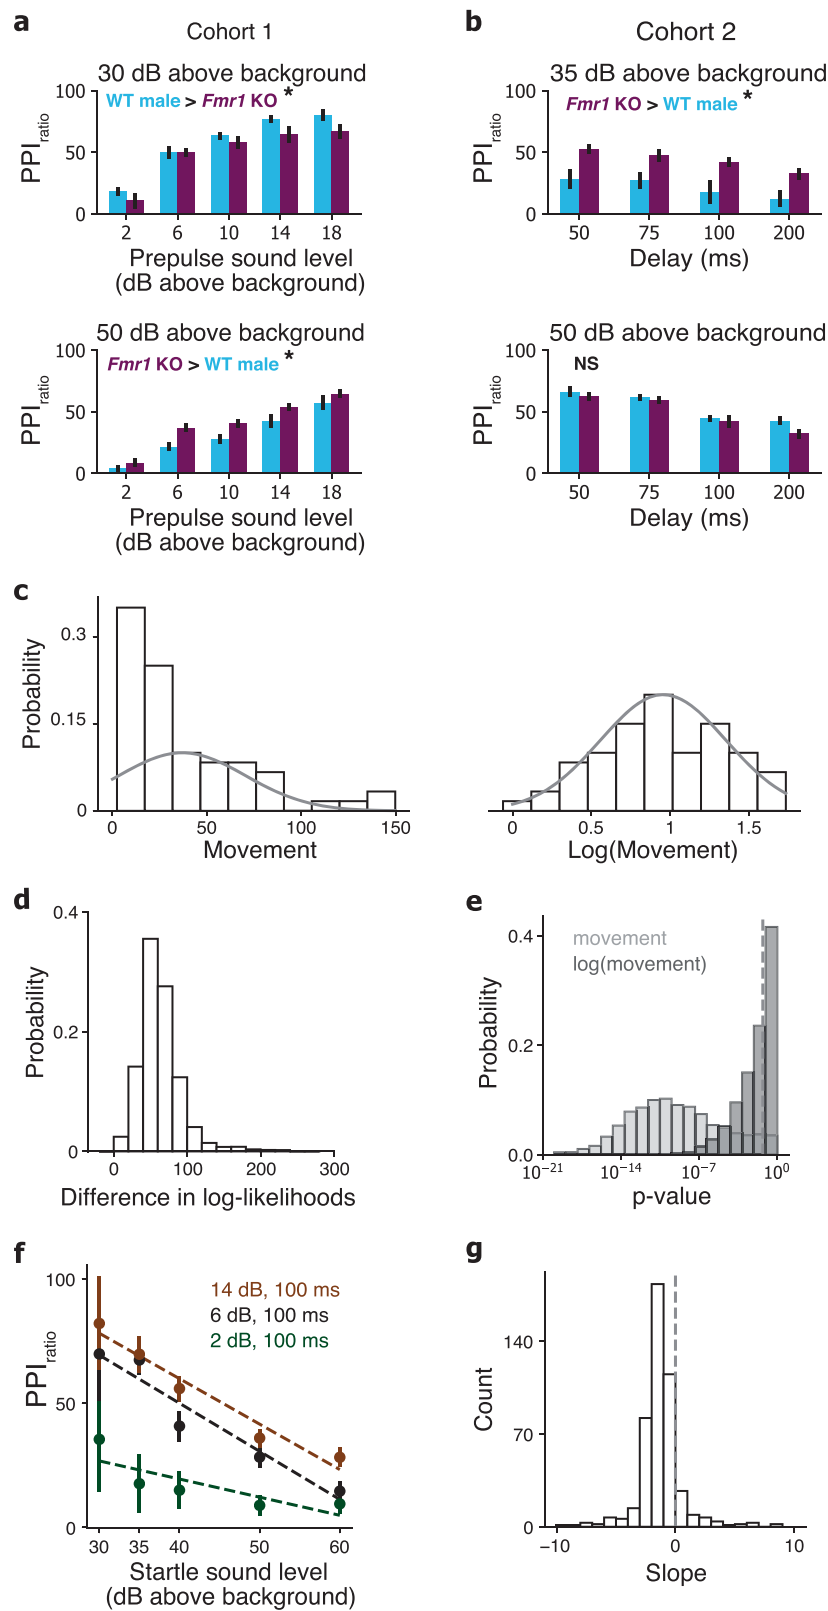 a
Cohort 1
30 dB above background
WT male > Fmr1 KO *
100
50
0
PPIratio
2 6 10 14 18
Prepulse sound level
(dB above background)
50 dB above background
Fmr1 KO > WT male *
100
50
0
PPIratio
2 6 10 14 18
Prepulse sound level
(dB above background)
b
Cohort 2
35 dB above background
Fmr1 KO > WT male *
100
50
0
PPIratio
50 75 100 200
Delay (ms)
50 dB above background
NS
100
50
0
PPIratio
50 75 100 200
Delay (ms)
c
0.3
0.15
0
Probability
0 50 100 150
Movement
0 0.5 1 1.5
Log(Movement)
d
0.4
0.2
0
Probability
0 100 200 300
Difference in log-likelihoods
e
movement
log(movement)
0.4
0.2
0.0
Probability
10⁻²¹ 10⁻¹⁴ 10⁻⁷ 10⁰
p-value
f
14 dB, 100 ms
6 dB, 100 ms
2 dB, 100 ms
100
50
0
PPIratio
30 35 40 50 60
Startle sound level
(dB above background)
g
140
70
0
Count
−10 0 10
Slope